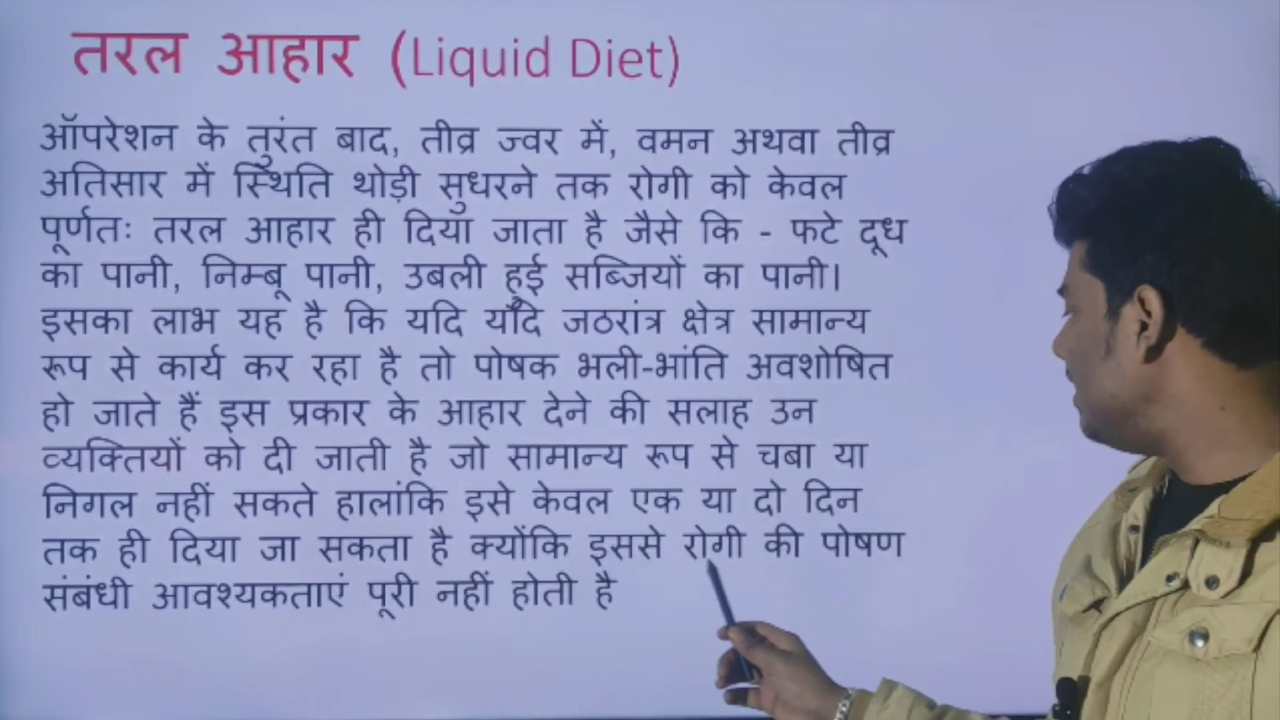 तरल आहार (Liquid Diet)
ऑपरेशन के तुरंत बाद, तीव्र ज्वर में, वमन अथवा तीव्र
अतिसार में स्थिति थोड़ी सुधरने तक रोगी को केवल
पूर्णतः तरल आहार ही दिया जाता है जैसे कि - फटे दूध
का पानी, निम्बू पानी, उबली हुई सब्जियों का पानी।
इसका लाभ यह है कि यदि यदि जठरांत्र क्षेत्र सामान्य
रूप से कार्य कर रहा है तो पोषक भली-भांति अवशोषित
हो जाते हैं इस प्रकार के आहार देने की सलाह उन
व्यक्तियों को दी जाती है जो सामान्य रूप से चबा या
निगल नहीं सकते हालांकि इसे केवल एक या दो दिन
तक ही दिया जा सकता है क्योंकि इससे रोगी की पोषण
संबंधी आवश्यकताएं पूरी नहीं होती है